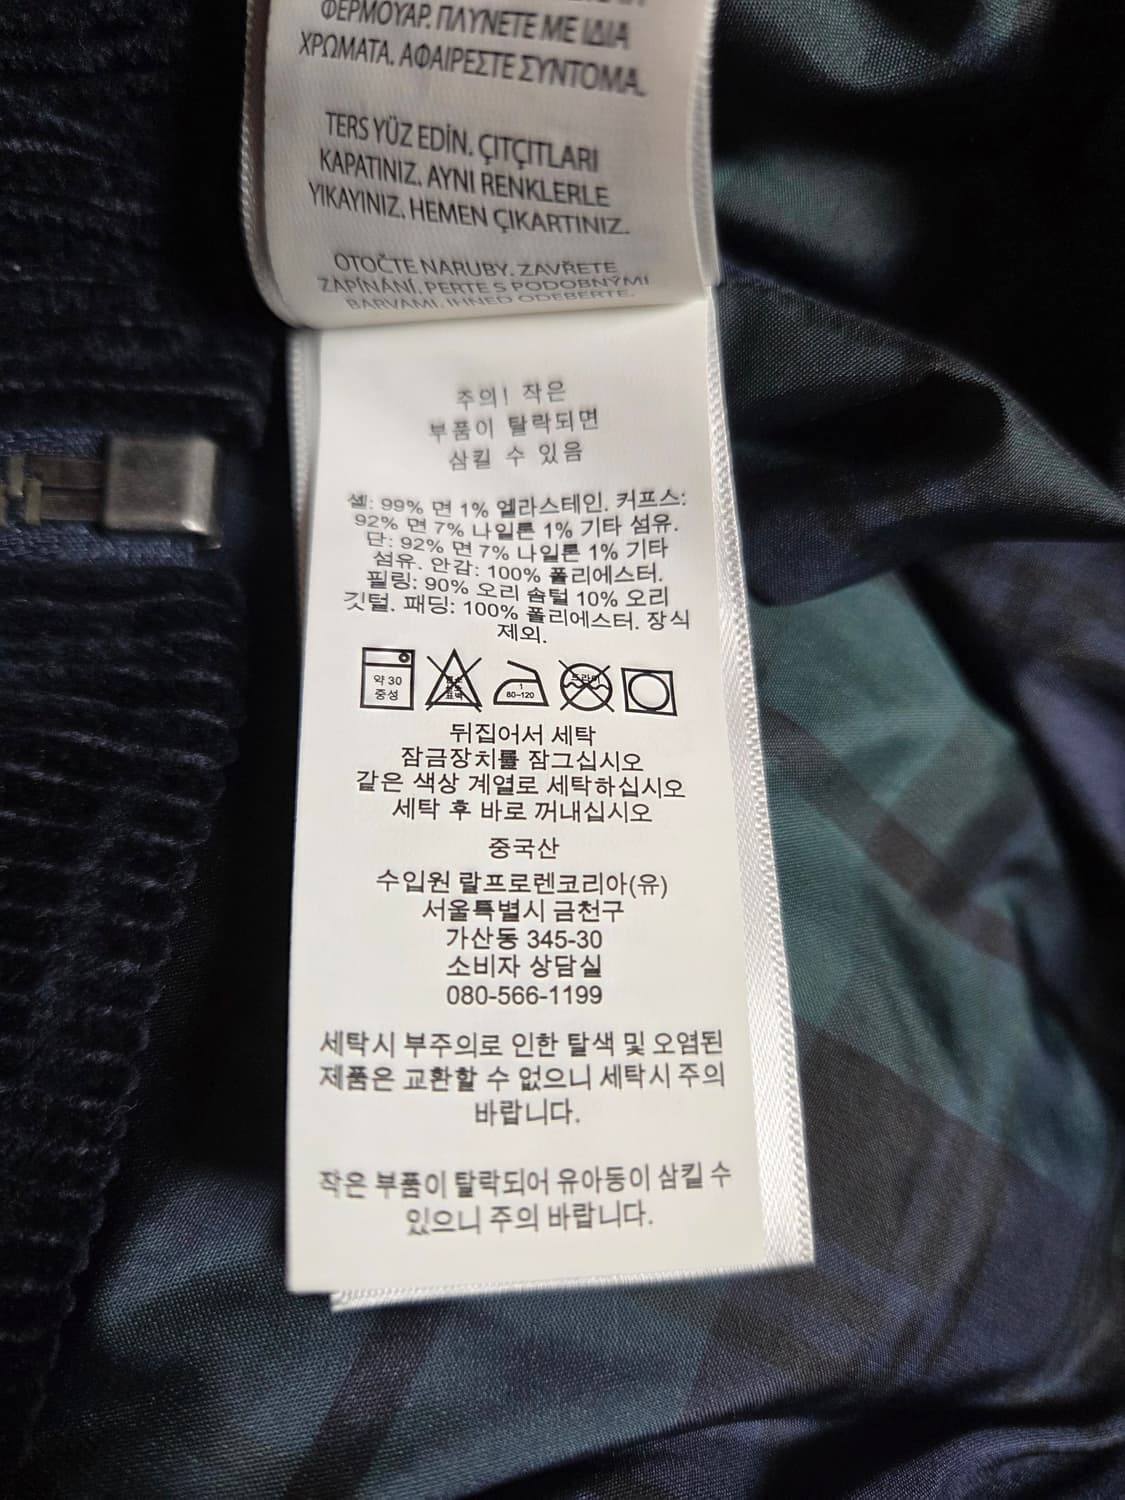 ΦΕΡΜΟΥΑΡ. ΠΛΥΝΕΤΕ ΜΕ ΙΔΙΑ
ΧΡΩΜΑΤΑ. ΑΦΑΙΡΕΣΤΕ ΣΥΝΤΟΜΑ.
TERS YÜZ EDİN. ÇITÇITLARI
KAPATINIZ. AYNI RENKLERLE
YIKAYINIZ. HEMEN ÇIKARTINIZ.
OTOČTE NARUBY. ZAVŘETE
ZAPÍNÁNÍ. PERTE S PODOBNÝMI
BARVAMI. IHNED ODEBERTE.
주의! 작은
부품이 탈락되면
삼킬 수 있음
셸: 99% 면 1% 엘라스테인. 커프스:
92% 면 7% 나일론 1% 기타 섬유.
단: 92% 면 7% 나일론 1% 기타
섬유. 안감: 100% 폴리에스터.
필링: 90% 오리 솜털 10% 오리
깃털. 패딩: 100% 폴리에스터. 장식
제외.
약 30
중성
1
80~120
드라이
뒤집어서 세탁
잠금장치를 잠그십시오
같은 색상 계열로 세탁하십시오
세탁 후 바로 꺼내십시오
중국산
수입원 랄프로렌코리아(유)
서울특별시 금천구
가산동 345-30
소비자 상담실
080-566-1199
세탁시 부주의로 인한 탈색 및 오염된
제품은 교환할 수 없으니 세탁시 주의
바랍니다.
작은 부품이 탈락되어 유아동이 삼킬 수
있으니 주의 바랍니다.